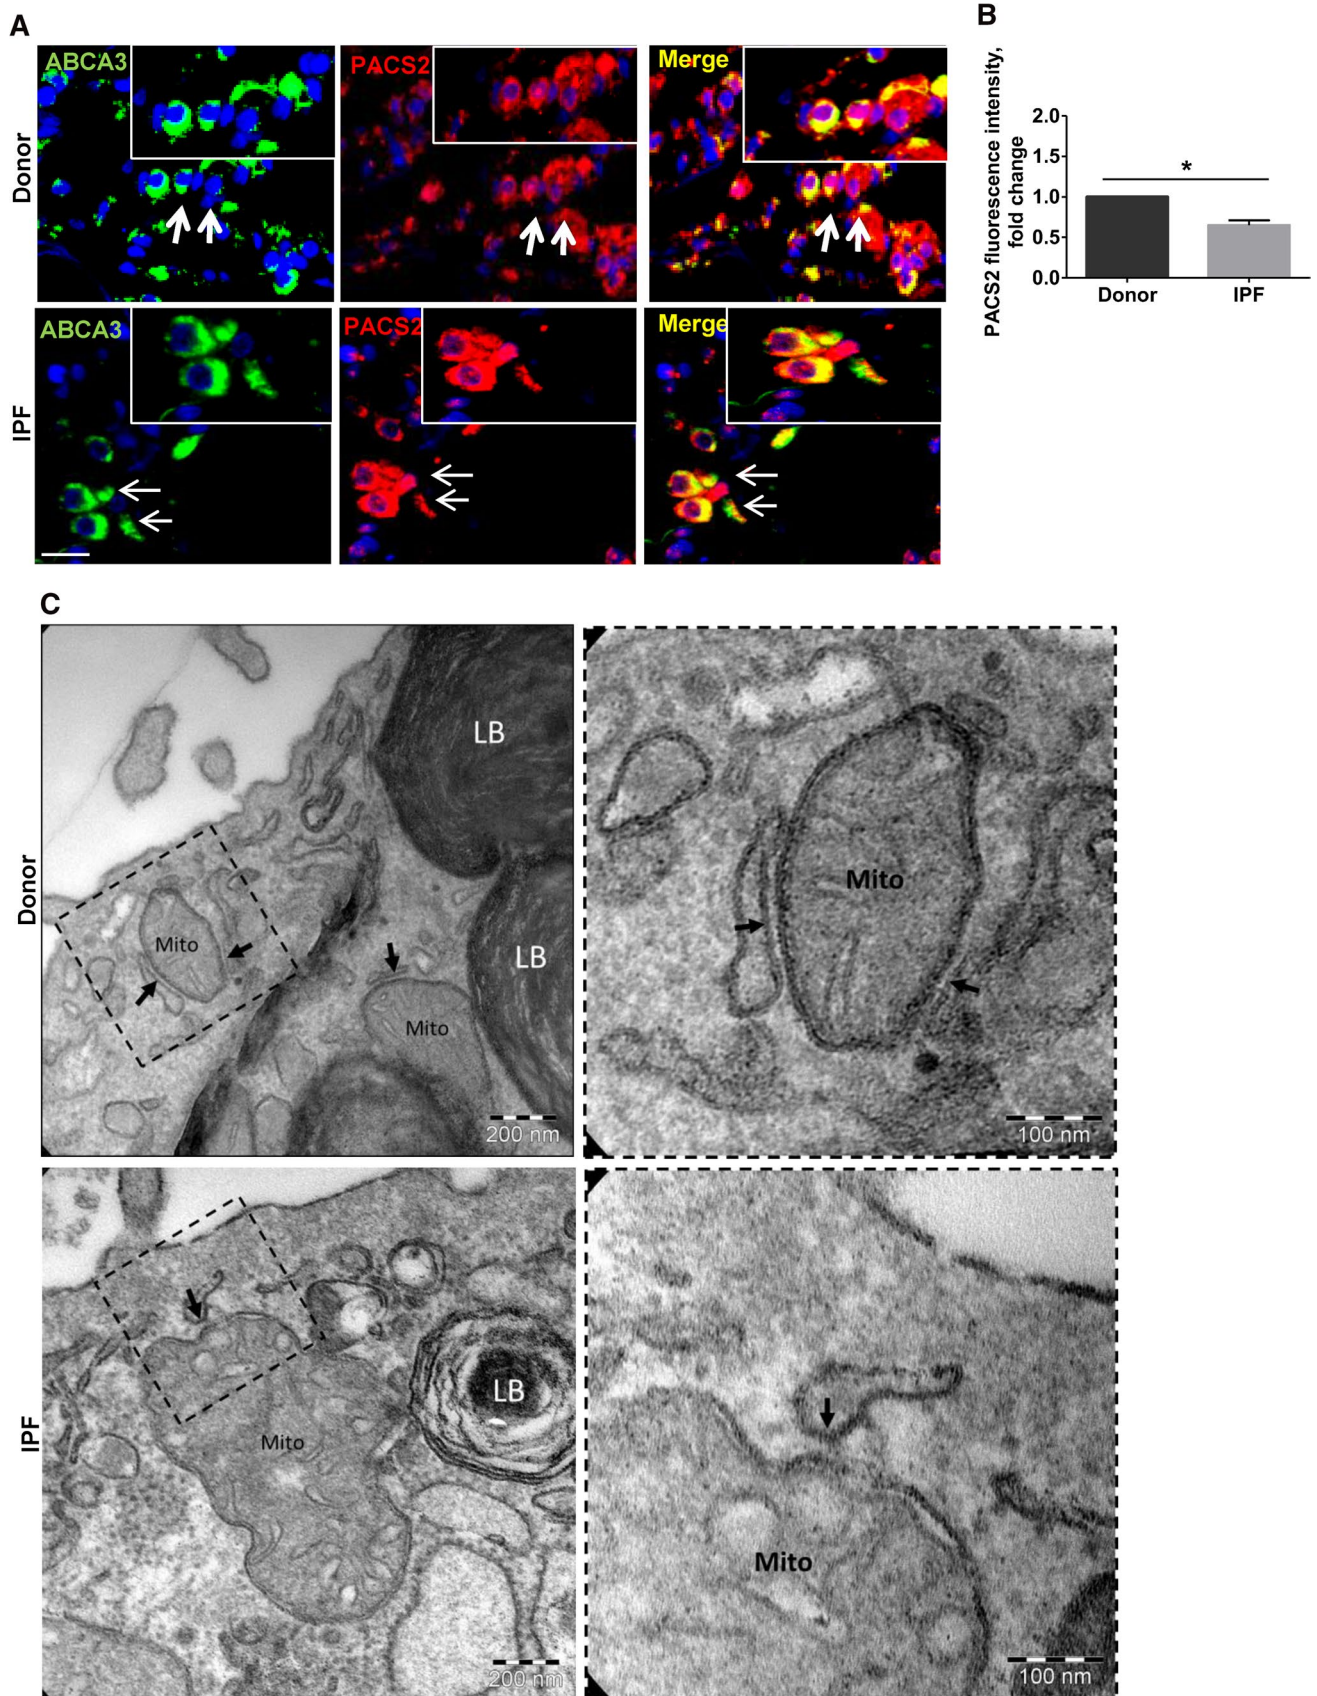 A
B
ABCA3
PACS2
Merge
Donor
ABCA3
PACS2
Merge
IPF
PACS2 fluorescence intensity,
fold change
2.0
1.5
1.0
0.5
0.0
*
Donor
IPF
C
Donor
LB
LB
Mito
Mito
200 nm
Mito
100 nm
IPF
LB
Mito
200 nm
Mito
100 nm